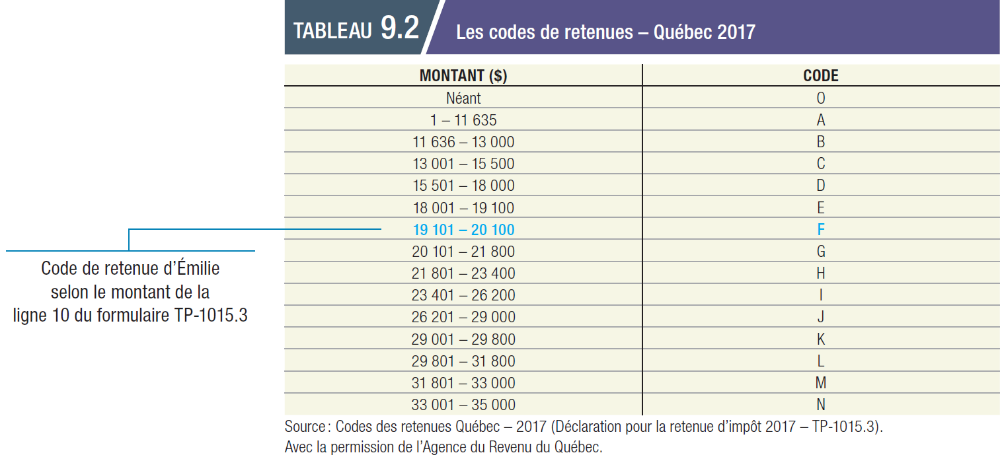 TABLEAU 9.2 Les codes de retenues – Québec 2017
MONTANT ($) CODE
Néant O
1 – 11 635 A
11 636 – 13 000 B
13 001 – 15 500 C
15 501 – 18 000 D
18 001 – 19 100 E
19 101 – 20 100 F
20 101 – 21 800 G
21 801 – 23 400 H
23 401 – 26 200 I
26 201 – 29 000 J
29 001 – 29 800 K
29 801 – 31 800 L
31 801 – 33 000 M
33 001 – 35 000 N
Code de retenue d’Émilie
selon le montant de la
ligne 10 du formulaire TP-1015.3
Source : Codes des retenues Québec – 2017 (Déclaration pour la retenue d’impôt 2017 – TP-1015.3).
Avec la permission de l’Agence du Revenu du Québec.